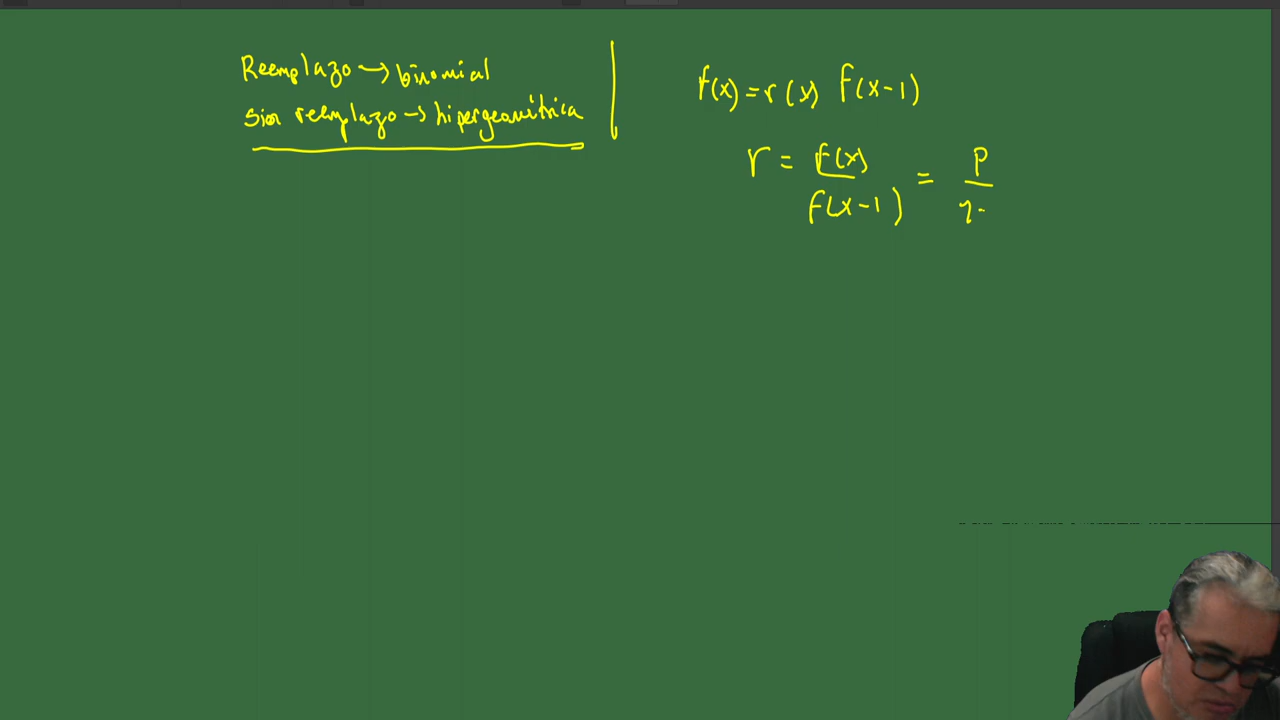 Reemplazo → binomial
sin reemplazo → hipergeométrica
f(x) = r(x) f(x-1)
r = f(x) / f(x-1) = p /